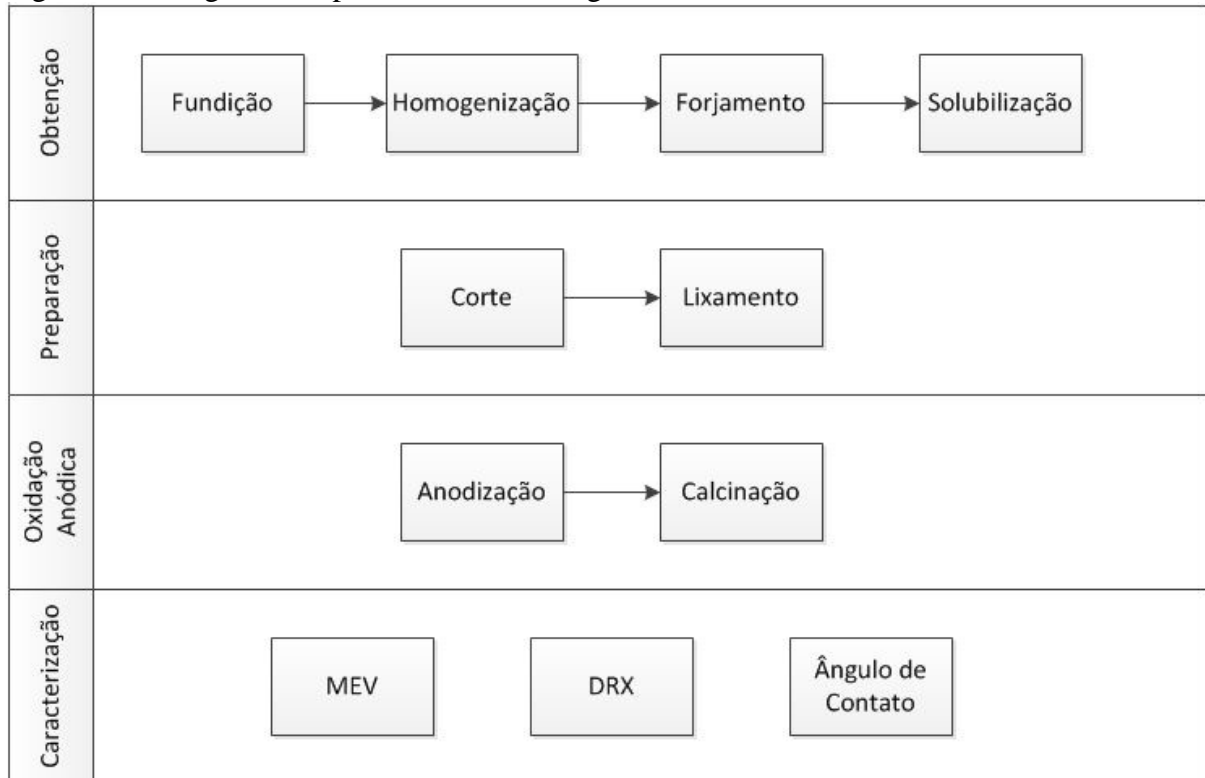 Obtenção
Fundição
Homogenização
Forjamento
Solubilização
Preparação
Corte
Lixamento
Oxidação
Anódica
Anodização
Calcinação
Caracterização
MEV
DRX
Ângulo de
Contato